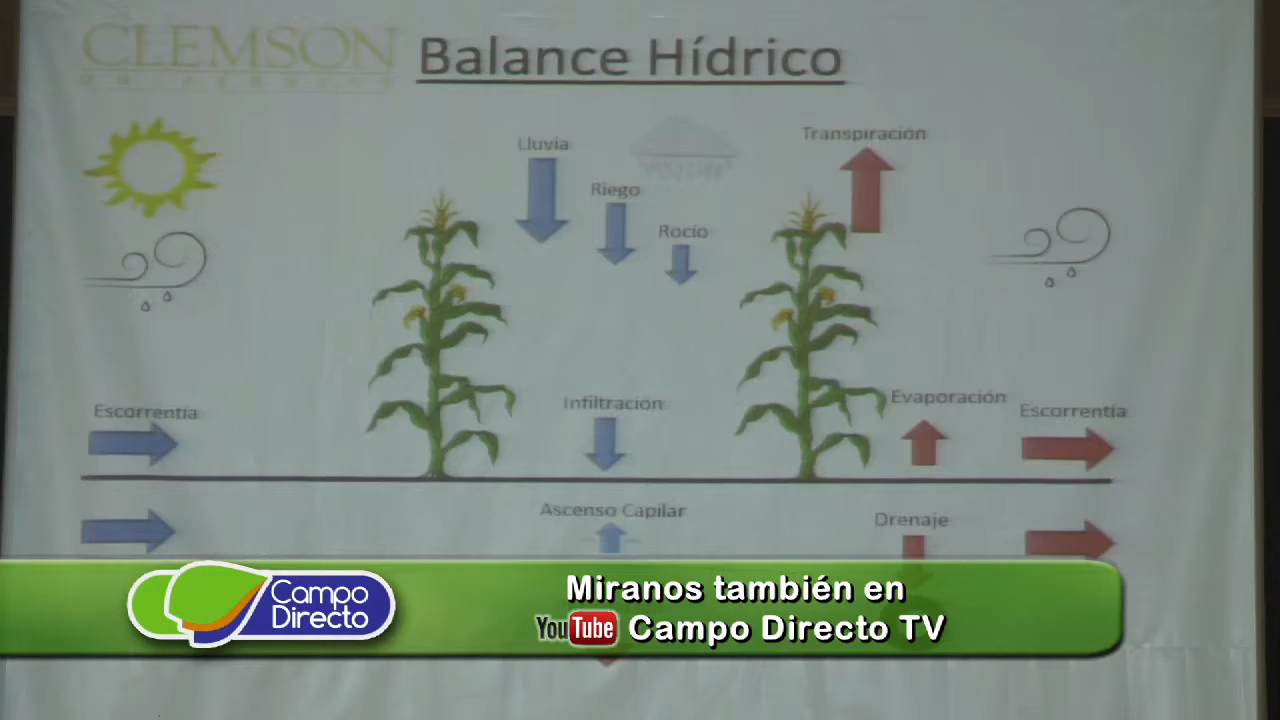 CLEMSON
UNIVERSITY
Balance Hídrico
Lluvia
Transpiración
Riego
Rocío
Escorrentía
Infiltración
Evaporación
Escorrentía
Ascenso Capilar
Drenaje
Campo
Directo
Miranos también en
YouTube Campo Directo TV